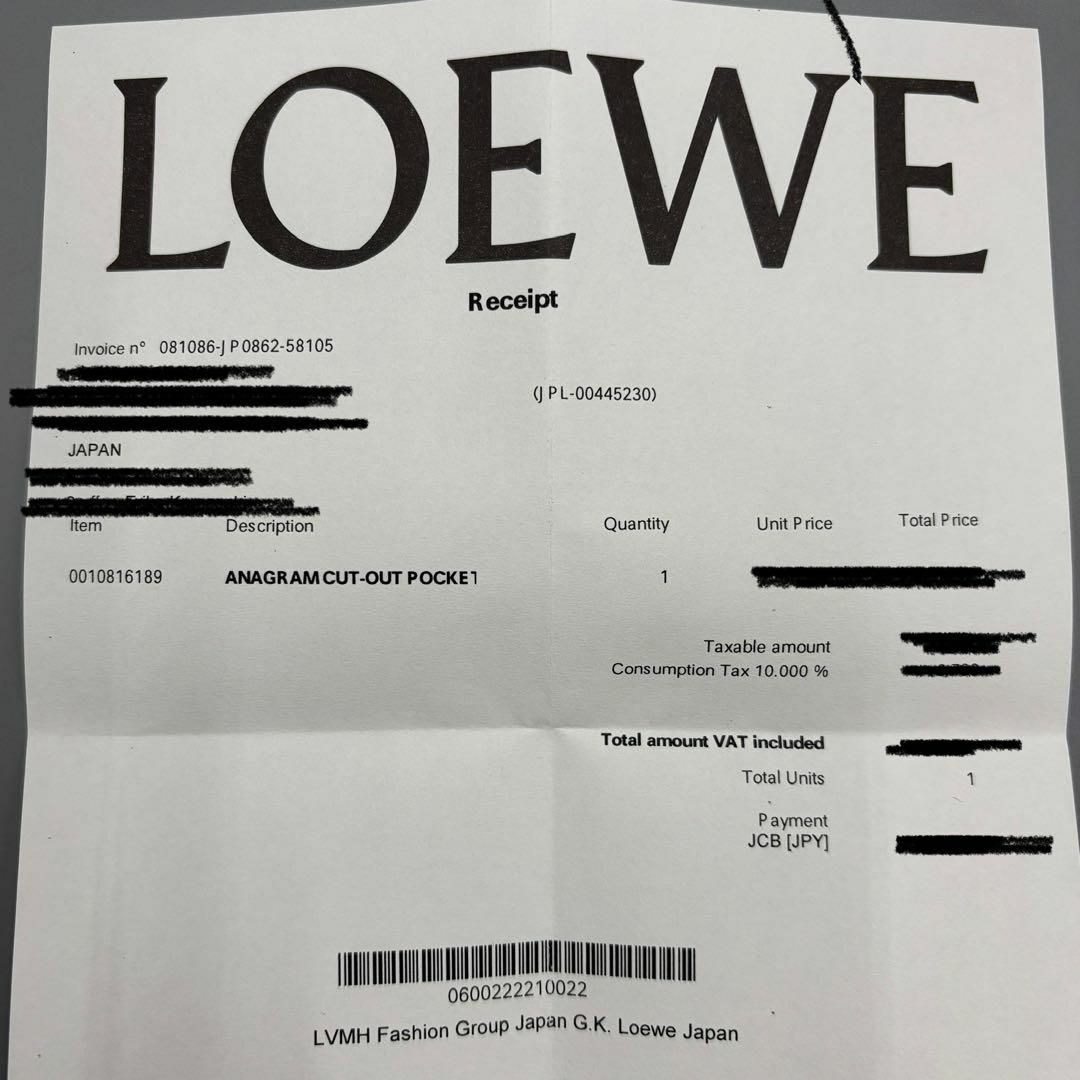 LOEWE
Receipt
Invoice n° 081086-JP0862-58105
(JPL-00445230)
JAPAN
Item Description Quantity Unit Price Total Price
0010816189 ANAGRAM CUT-OUT POCKET 1
Taxable amount
Consumption Tax 10.000 %
Total amount VAT included
Total Units 1
Payment
JCB [JPY]
0600222210022
LVMH Fashion Group Japan G.K. Loewe Japan